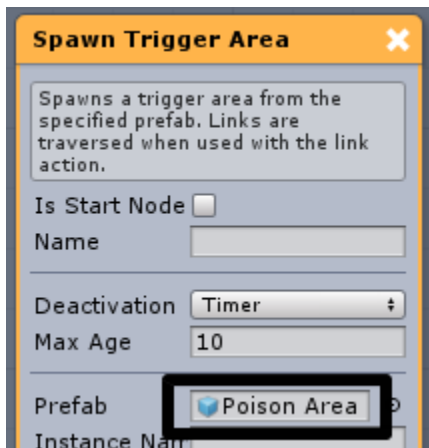 Spawn Trigger Area
Spawns a trigger area from the
specified prefab. Links are
traversed when used with the link
action.
Is Start Node
Name
Deactivation Timer
Max Age 10
Prefab Poison Area
Instance